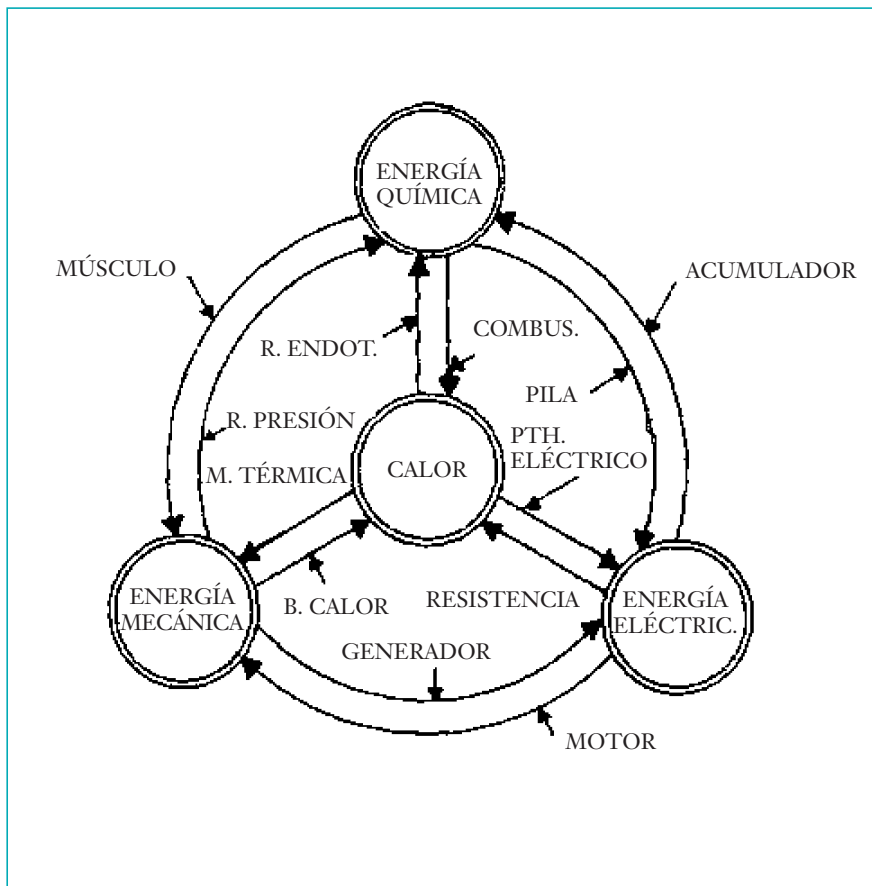 ENERGÍA
QUÍMICA
MÚSCULO
ACUMULADOR
R. ENDOT.
COMBUS.
PILA
R. PRESIÓN
PTH.
ELÉCTRICO
M. TÉRMICA
CALOR
ENERGÍA
MECÁNICA
B. CALOR
RESISTENCIA
ENERGÍA
ELÉCTRIC.
GENERADOR
MOTOR